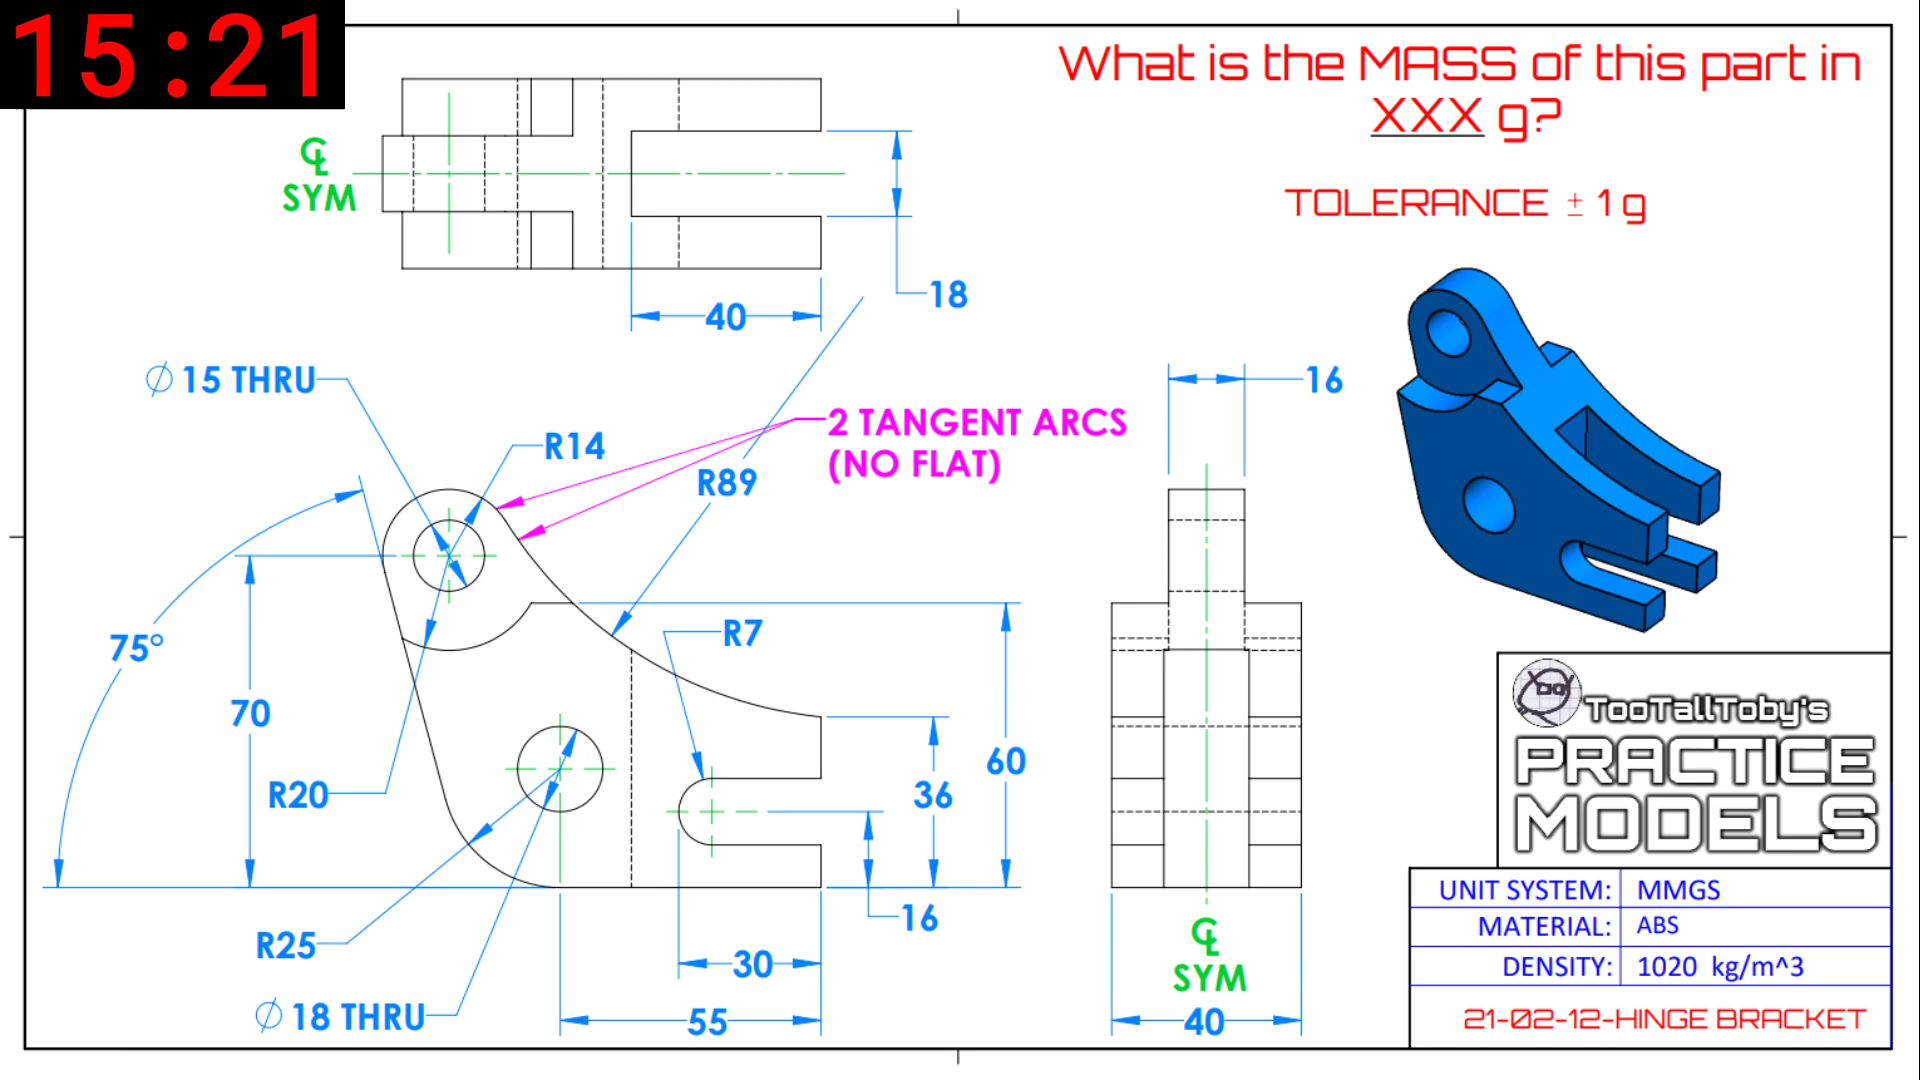 15:21
What is the MASS of this part in
XXX g?
TOLERANCE ± 1 g
℄
SYM
18
40
Ø 15 THRU
16
2 TANGENT ARCS
(NO FLAT)
R14
R89
75°
R7
70
60
R20
36
TooTallToby's
PRACTICE
MODELS
16
R25
30
℄
SYM
Ø 18 THRU
55
40
UNIT SYSTEM: MMGS
MATERIAL: ABS
DENSITY: 1020 kg/m^3
21-02-12-HINGE BRACKET